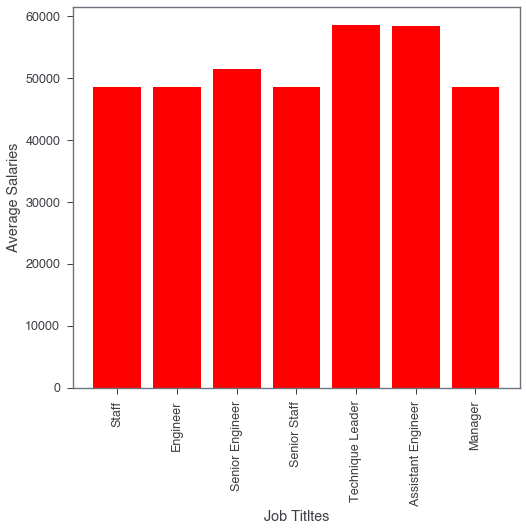 60000
50000
40000
30000
20000
10000
0
Average Salaries
Staff
Engineer
Senior Engineer
Senior Staff
Technique Leader
Assistant Engineer
Manager
Job Titltes